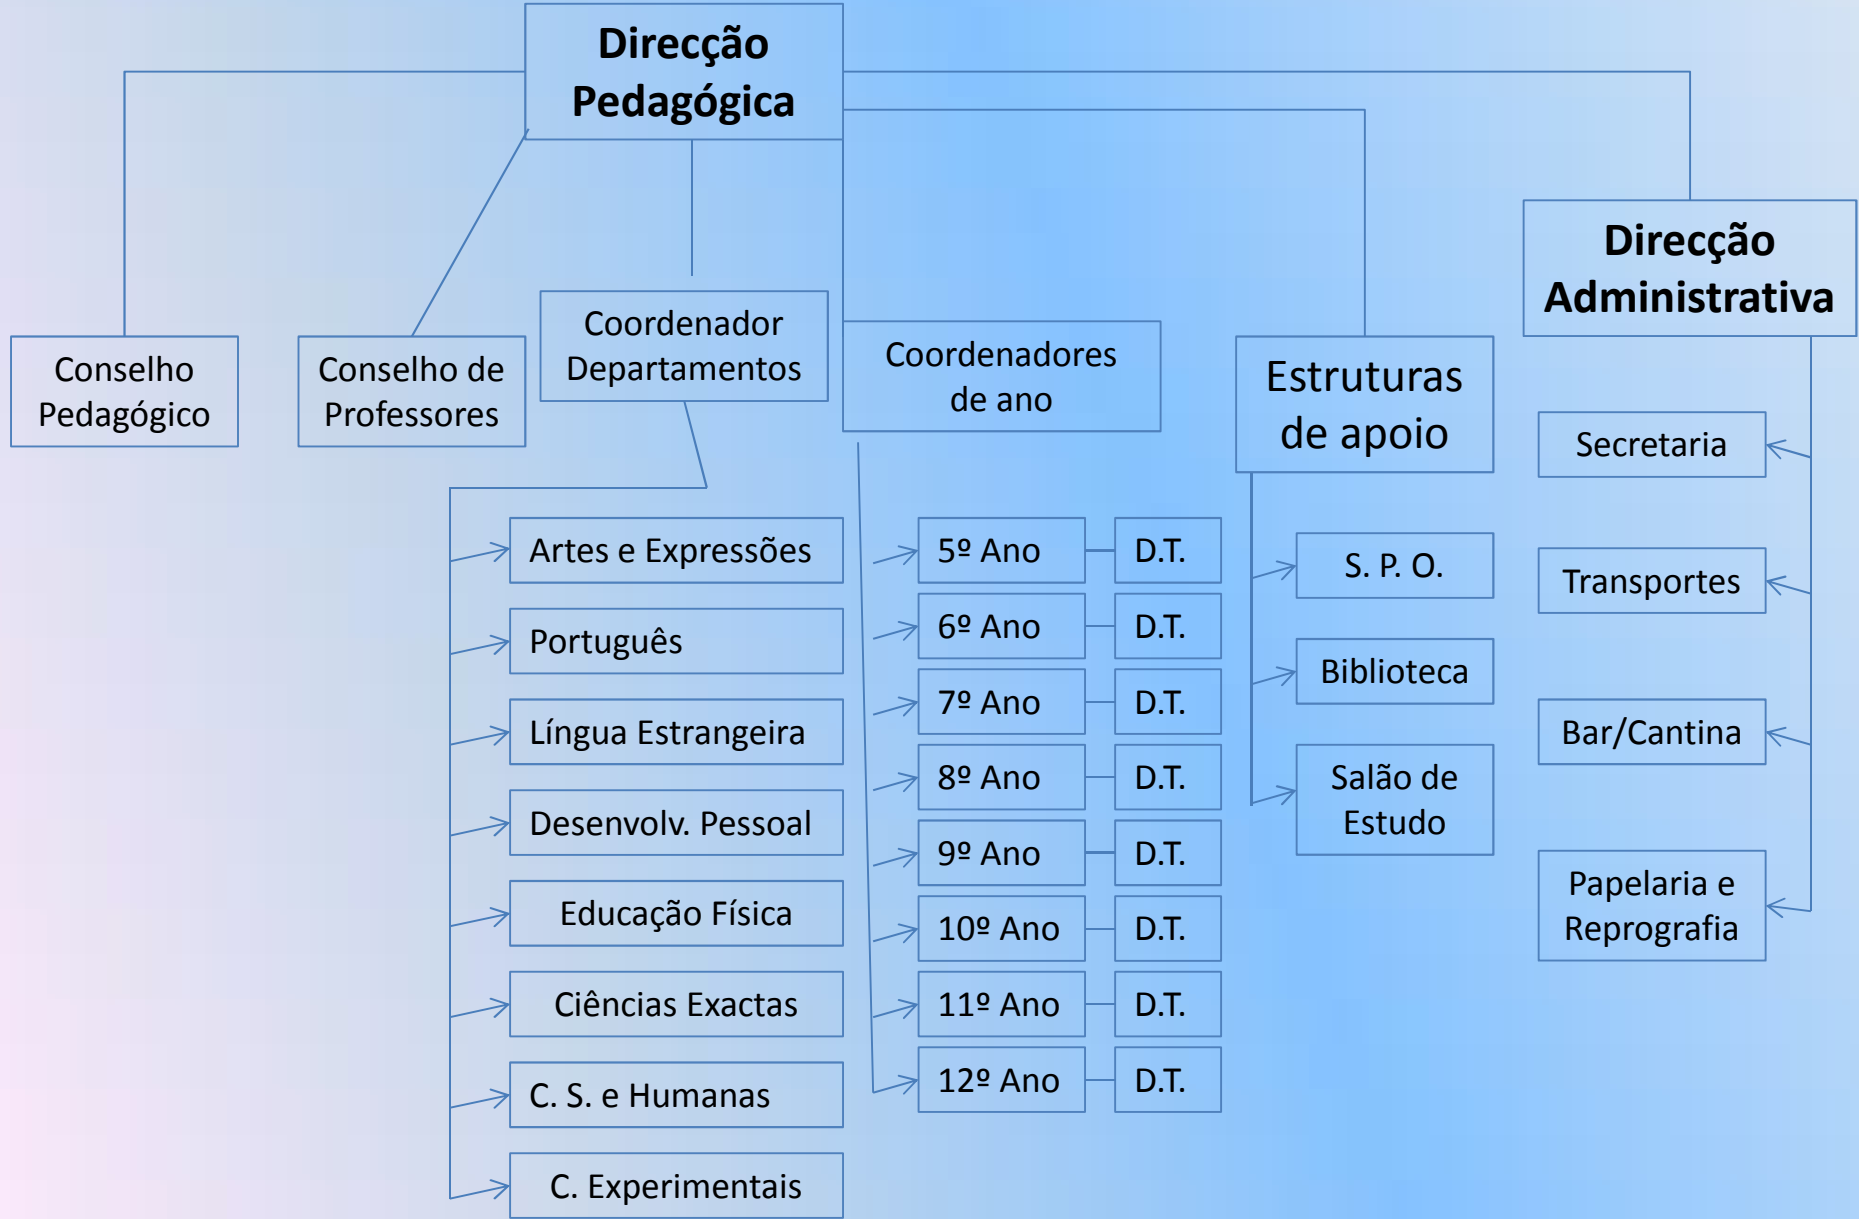 Direcção
Pedagógica
Direcção
Administrativa
Conselho
Pedagógico
Conselho de
Professores
Coordenador
Departamentos
Coordenadores
de ano
Estruturas
de apoio
Artes e Expressões
Português
Língua Estrangeira
Desenvolv. Pessoal
Educação Física
Ciências Exactas
C. S. e Humanas
C. Experimentais
5º Ano
D.T.
6º Ano
D.T.
7º Ano
D.T.
8º Ano
D.T.
9º Ano
D.T.
10º Ano
D.T.
11º Ano
D.T.
12º Ano
D.T.
S. P. O.
Biblioteca
Salão de
Estudo
Secretaria
Transportes
Bar/Cantina
Papelaria e
Reprografia